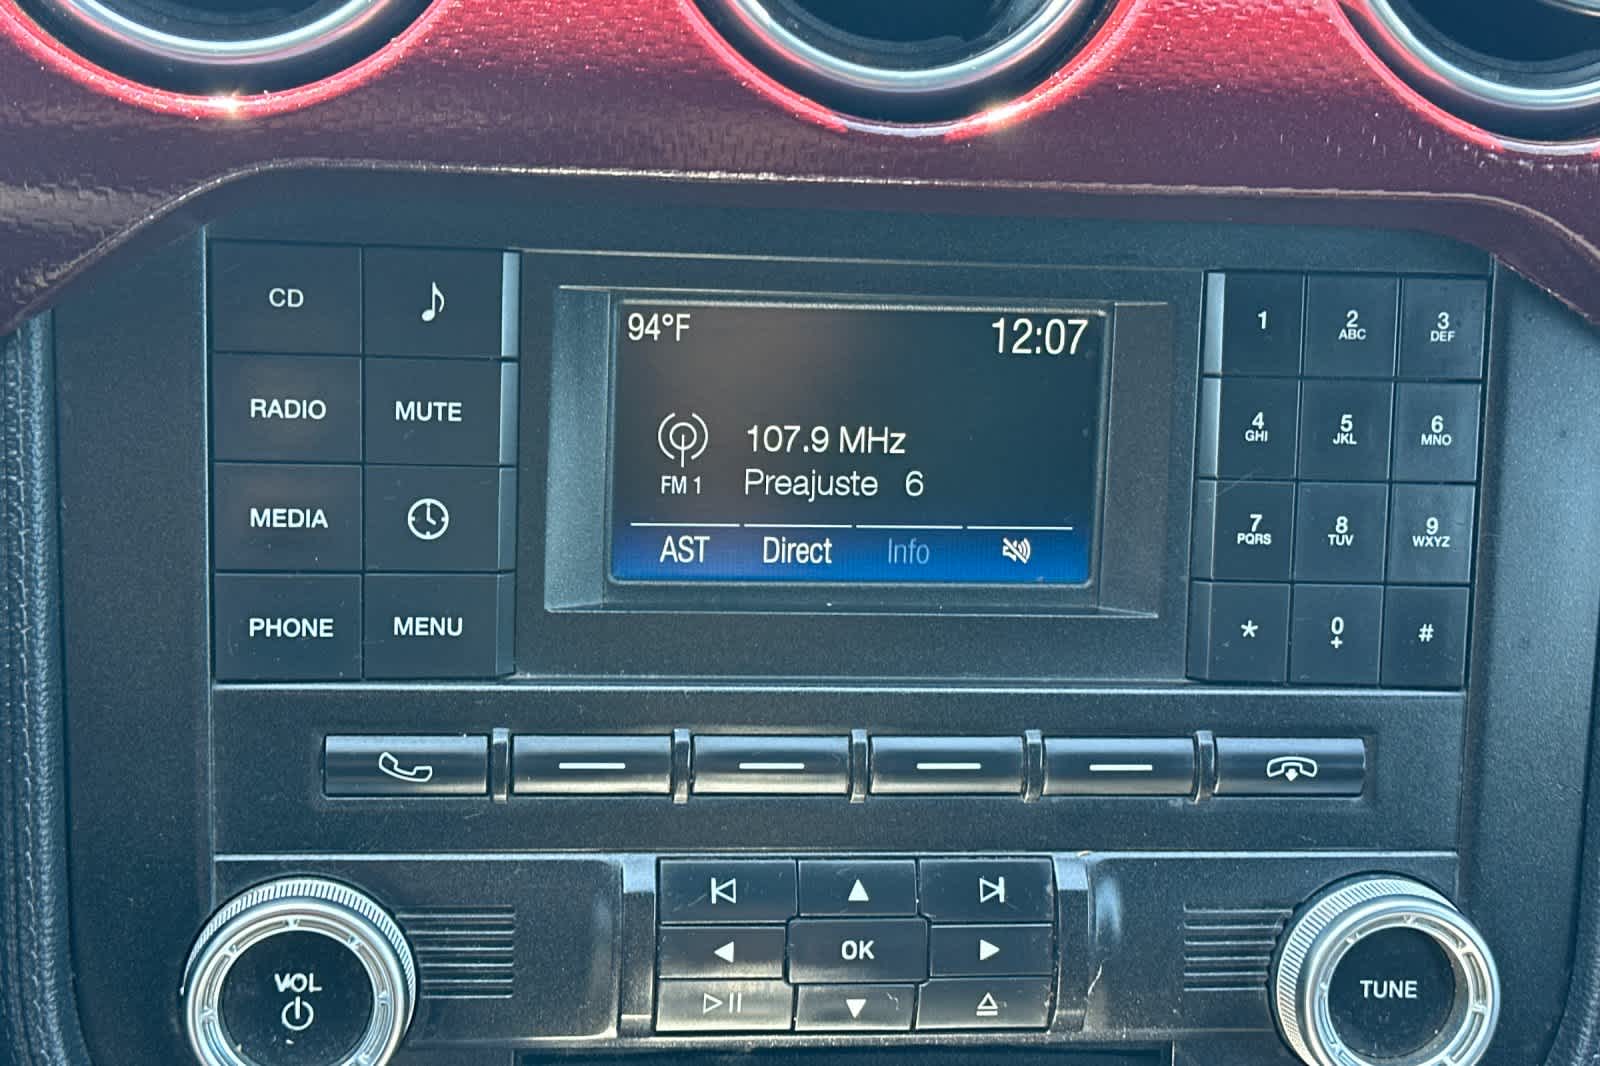 94°F 12:07
107.9 MHz
FM 1 Preajuste 6
AST Direct Info
CD
RADIO MUTE
MEDIA
PHONE MENU
1 2 ABC 3 DEF
4 GHI 5 JKL 6 MNO
7 PQRS 8 TUV 9 WXYZ
* 0 + #
VOL
OK
TUNE